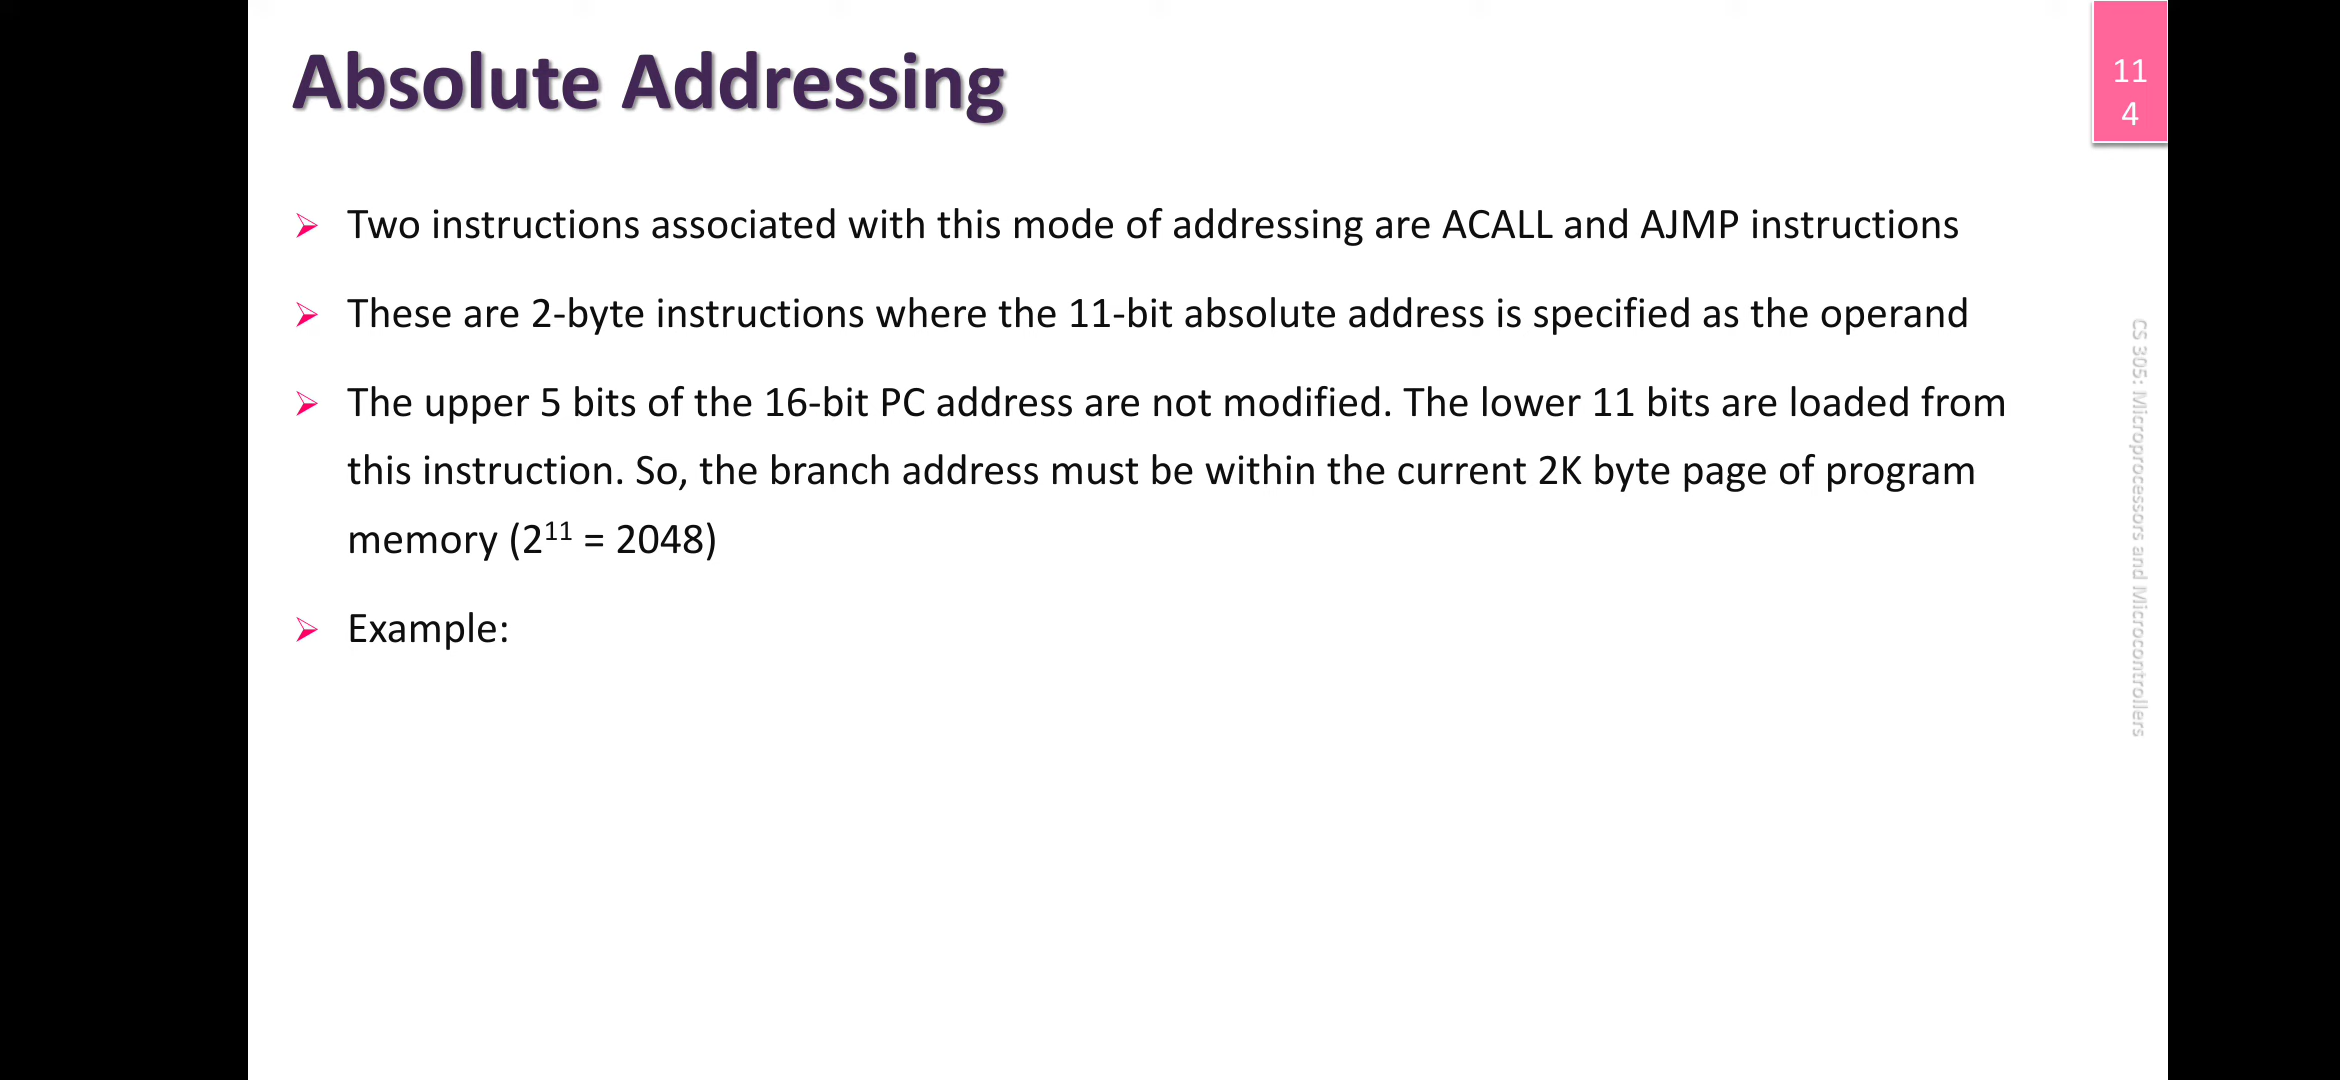 Absolute Addressing
11
4
➢ Two instructions associated with this mode of addressing are ACALL and AJMP instructions
➢ These are 2-byte instructions where the 11-bit absolute address is specified as the operand
➢ The upper 5 bits of the 16-bit PC address are not modified. The lower 11 bits are loaded from
this instruction. So, the branch address must be within the current 2K byte page of program
memory (2¹¹ = 2048)
➢ Example:
CS 305: Microprocessors and Microcontrollers